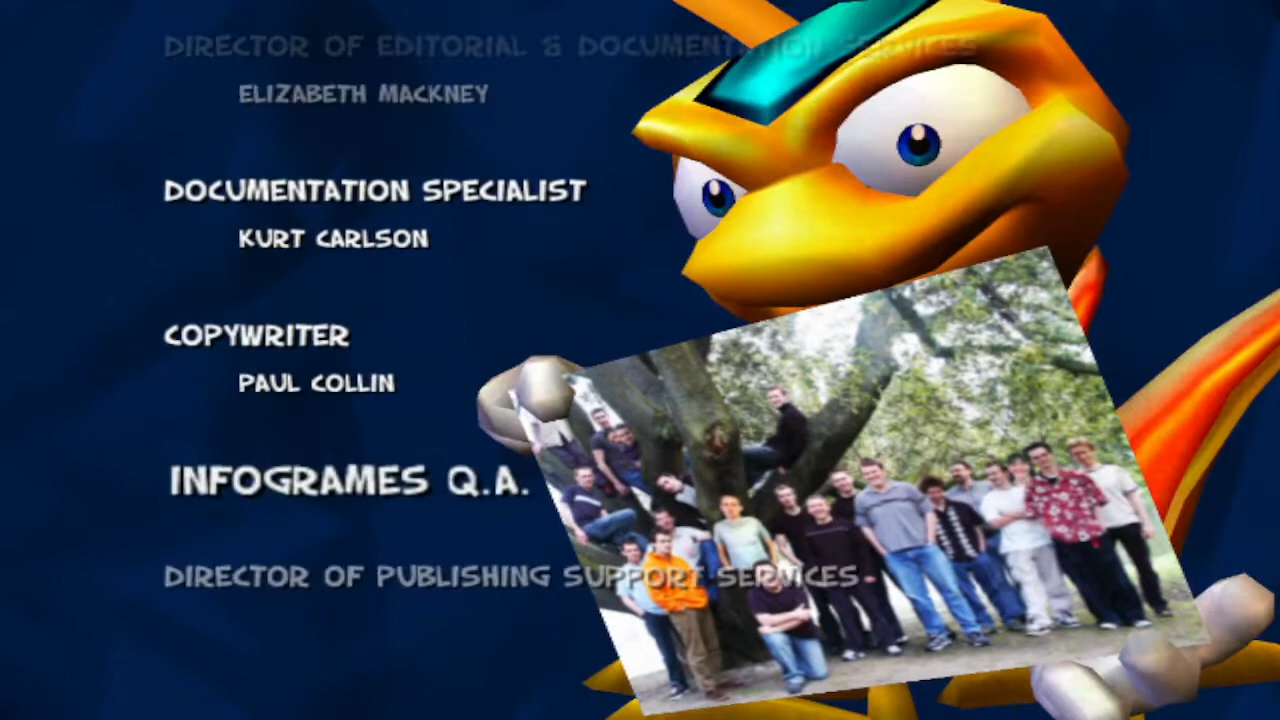 DIRECTOR OF EDITORIAL & DOCUMENTATION SERVICES
ELIZABETH MACKNEY
DOCUMENTATION SPECIALIST
KURT CARLSON
COPYWRITER
PAUL COLLIN
INFOGRAMES Q.A.
DIRECTOR OF PUBLISHING SUPPORT SERVICES